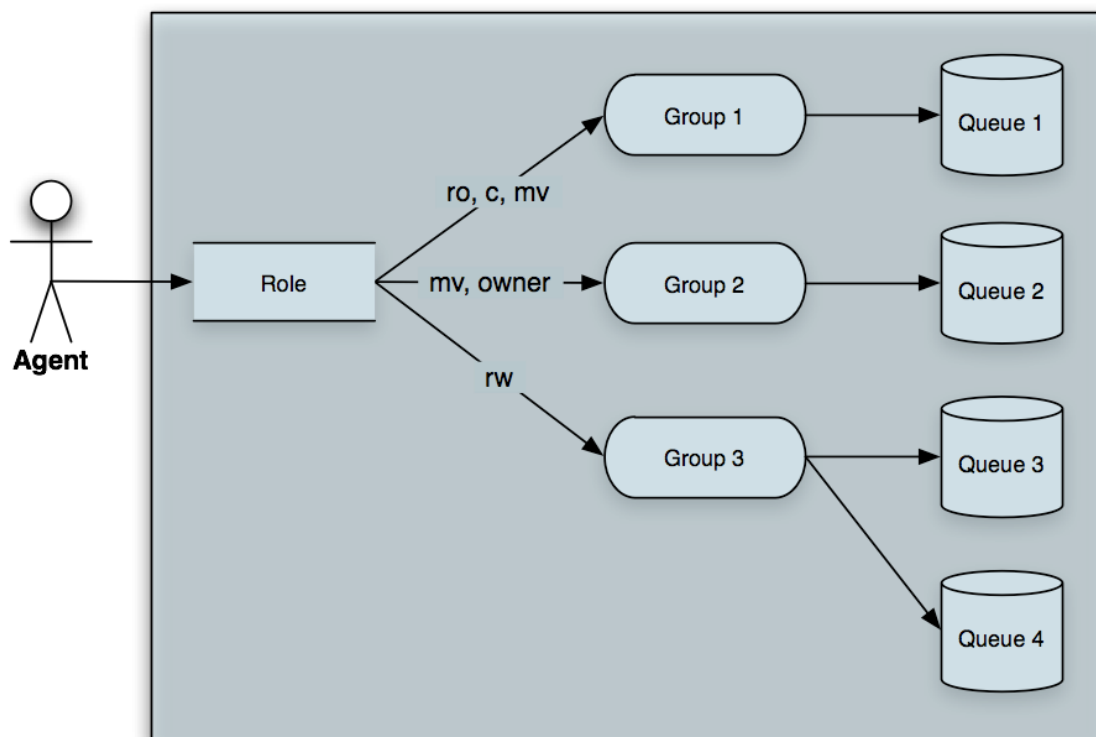 Group 1
Queue 1
ro, c, mv
Agent
Role
mv, owner
Group 2
Queue 2
rw
Group 3
Queue 3
Queue 4